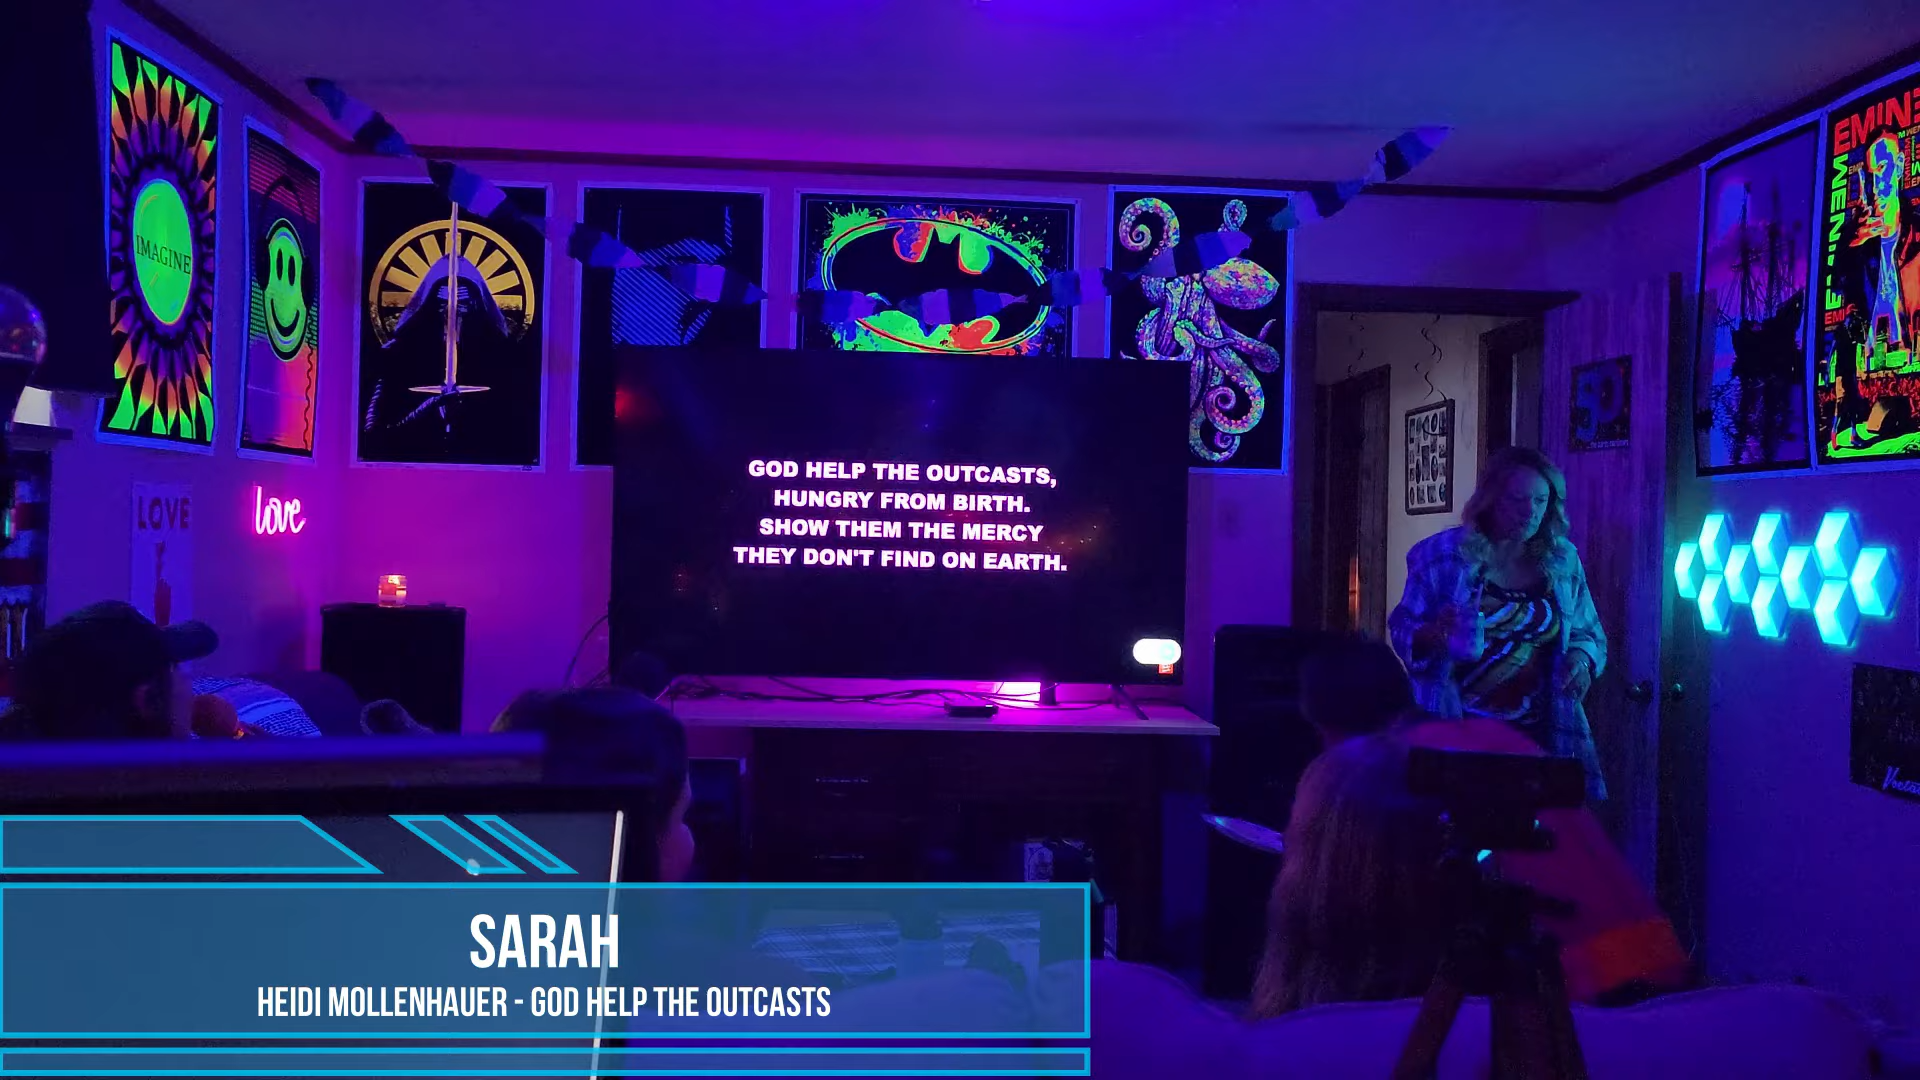 EMINEM
EMINEM
IMAGINE
LOVE
love
GOD HELP THE OUTCASTS,
HUNGRY FROM BIRTH.
SHOW THEM THE MERCY
THEY DON'T FIND ON EARTH.
SARAH
HEIDI MOLLENHAUER - GOD HELP THE OUTCASTS